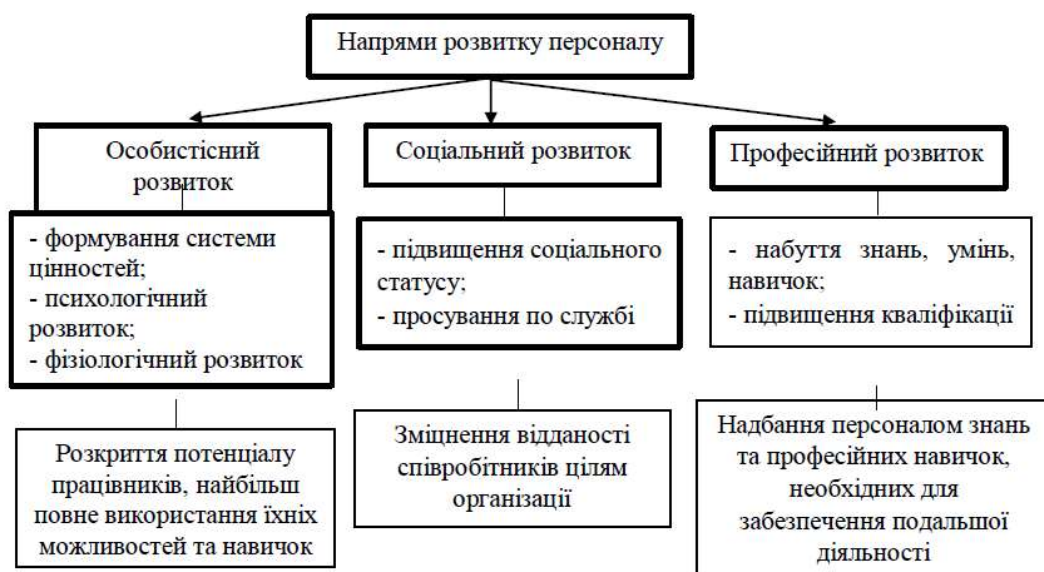 Напрями розвитку персоналу
Особистісний
розвиток
Соціальний розвиток
Професійний розвиток
- формування системи
цінностей;
- психологічний
розвиток;
- фізіологічний розвиток
- підвищення соціального
статусу;
- просування по службі
- набуття знань, умінь,
навичок;
- підвищення кваліфікації
Розкриття потенціалу
працівників, найбільш
повне використання їхніх
можливостей та навичок
Зміцнення відданості
співробітників цілям
організації
Надбання персоналом знань
та професійних навичок,
необхідних для
забезпечення подальшої
діяльності